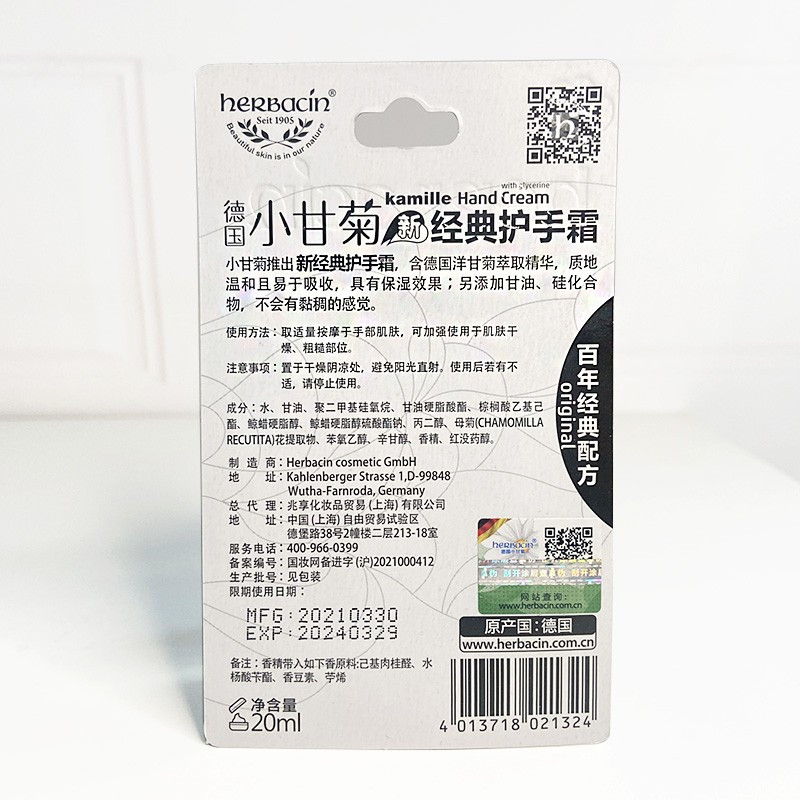 herbacin®
Seit 1905
Beautiful skin is in our nature
h
with glycerine
kamille Hand Cream
德国 小甘菊 新 经典护手霜
小甘菊推出新经典护手霜，含德国洋甘菊萃取精华，质地
温和且易于吸收，具有保湿效果；另添加甘油、硅化合
物，不会有黏稠的感觉。
使用方法：取适量按摩于手部肌肤，可加强使用于肌肤干
燥、粗糙部位。
注意事项：置于干燥阴凉处，避免阳光直射。使用后若有不
适，请停止使用。
百年经典配方
original
成分：水、甘油、聚二甲基硅氧烷、甘油硬脂酸酯、棕榈酸乙基己
酯、鲸蜡硬脂醇、鲸蜡硬脂醇硫酸酯钠、丙二醇、母菊(CHAMOMILLA
RECUTITA)花提取物、苯氧乙醇、辛甘醇、香精、红没药醇。
制 造 商：Herbacin cosmetic GmbH
地 址：Kahlenberger Strasse 1,D-99848
Wutha-Farnroda, Germany
总 代 理：兆享化妆品贸易(上海)有限公司
地 址：中国(上海)自由贸易试验区
德堡路38号2幢楼二层213-18室
服务电话：400-966-0399
备案编号：国妆网备进字(沪)2021000412
生产批号：见包装
限期使用日期：
MFG:20210330
EXP:20240329
herbacin®
德国小甘菊
刮开涂层查真伪
网站查询：
www.herbacin.com.cn
原产国：德国
www.herbacin.com.cn
备注：香精带入如下香原料:己基肉桂醛、水
杨酸苄酯、香豆素、苧烯
净含量
20ml
4 013718 021324